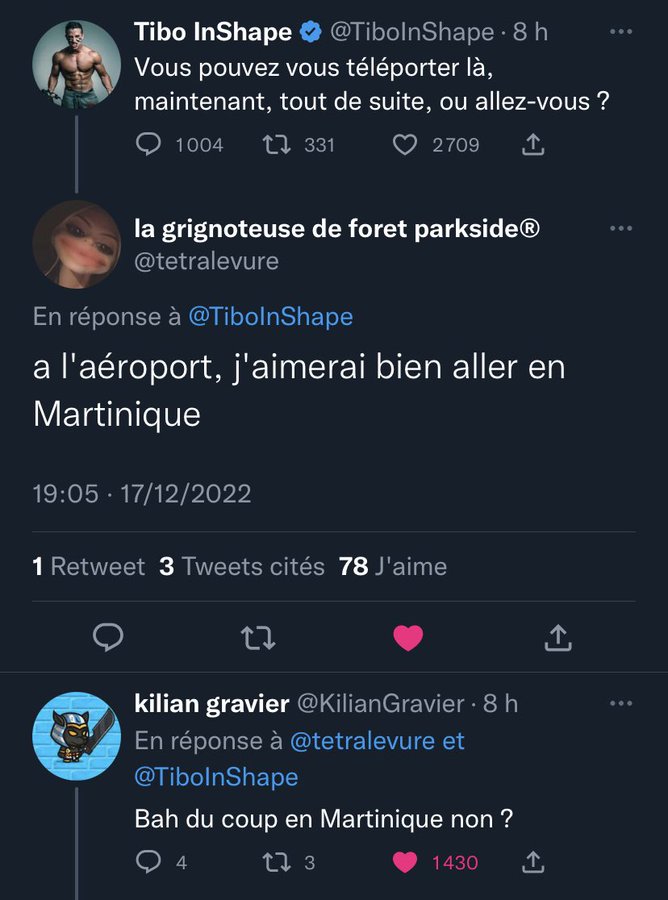 Tibo InShape @TiboInShape · 8 h
Vous pouvez vous téléporter là,
maintenant, tout de suite, ou allez-vous ?
1004 331 2709
la grignoteuse de foret parkside®
@tetralevure
En réponse à @TiboInShape
a l'aéroport, j'aimerai bien aller en
Martinique
19:05 · 17/12/2022
1 Retweet 3 Tweets cités 78 J'aime
kilian gravier @KilianGravier · 8 h
En réponse à @tetralevure et
@TiboInShape
Bah du coup en Martinique non ?
4 3 1430